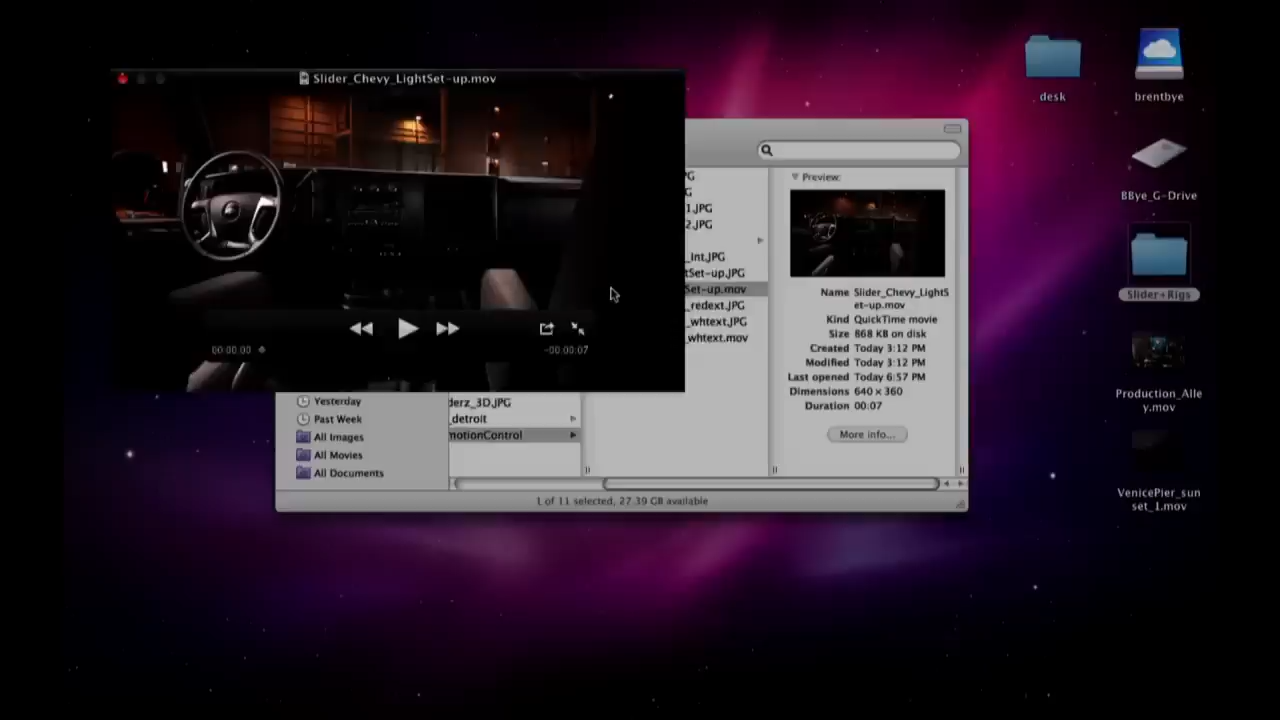 Slider_Chevy_LightSet-up.mov
00:00:00
-00:00:07
Yesterday
Past Week
All Images
All Movies
All Documents
derz_3D.JPG
_detroit
motionControl
1.JPG
2.JPG
_Int.JPG
tSet-up.JPG
Set-up.mov
_redext.JPG
_whtext.JPG
_whtext.mov
Preview:
Name Slider_Chevy_LightS
et-up.mov
Kind QuickTime movie
Size 868 KB on disk
Created Today 3:12 PM
Modified Today 3:12 PM
Last opened Today 6:57 PM
Dimensions 640 × 360
Duration 00:07
More info...
1 of 11 selected, 27.39 GB available
desk
brentbye
BBye_G-Drive
Slider+Rigs
Production_Alle
y.mov
VenicePier_sun
set_1.mov